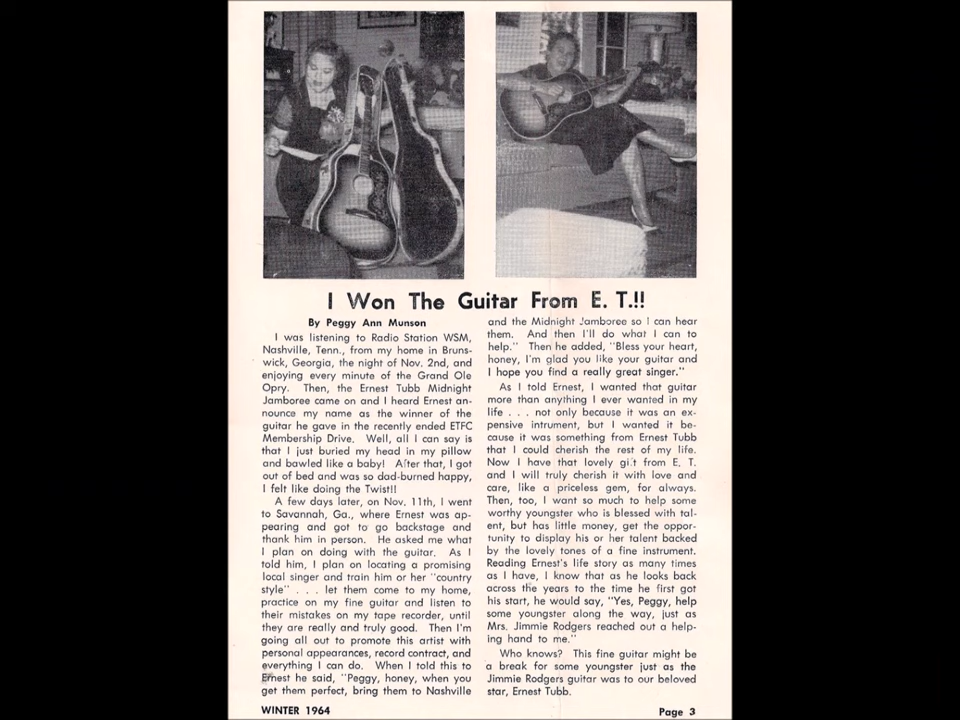 I Won The Guitar From E. T.!!
By Peggy Ann Munson
I was listening to Radio Station WSM,
Nashville, Tenn., from my home in Bruns-
wick, Georgia, the night of Nov. 2nd, and
enjoying every minute of the Grand Ole
Opry. Then, the Ernest Tubb Midnight
Jamboree came on and I heard Ernest an-
nounce my name as the winner of the
guitar he gave in the recently ended ETFC
Membership Drive. Well, all I can say is
that I just buried my head in my pillow
and bawled like a baby! After that, I got
out of bed and was so dad-burned happy,
I felt like doing the Twist!!
A few days later, on Nov. 11th, I went
to Savannah, Ga., where Ernest was ap-
pearing and got to go backstage and
thank him in person. He asked me what
I plan on doing with the guitar. As I
told him, I plan on locating a promising
local singer and train him or her "country
style" . . . let them come to my home,
practice on my fine guitar and listen to
their mistakes on my tape recorder, until
they are really and truly good. Then I'm
going all out to promote this artist with
personal appearances, record contract, and
everything I can do. When I told this to
Ernest he said, "Peggy, honey, when you
get them perfect, bring them to Nashville
and the Midnight Jamboree so I can hear
them. And then I'll do what I can to
help." Then he added, "Bless your heart,
honey, I'm glad you like your guitar and
I hope you find a really great singer."
As I told Ernest, I wanted that guitar
more than anything I ever wanted in my
life . . . not only because it was an ex-
pensive intrument, but I wanted it be-
cause it was something from Ernest Tubb
that I could cherish the rest of my life.
Now I have that lovely gift from E. T.
and I will truly cherish it with love and
care, like a priceless gem, for always.
Then, too, I want so much to help some
worthy youngster who is blessed with tal-
ent, but has little money, get the oppor-
tunity to display his or her talent backed
by the lovely tones of a fine instrument.
Reading Ernest's life story as many times
as I have, I know that as he looks back
across the years to the time he first got
his start, he would say, "Yes, Peggy, help
some youngster along the way, just as
Mrs. Jimmie Rodgers reached out a help-
ing hand to me."
Who knows? This fine guitar might be
a break for some youngster just as the
Jimmie Rodgers guitar was to our beloved
star, Ernest Tubb.
WINTER 1964
Page 3